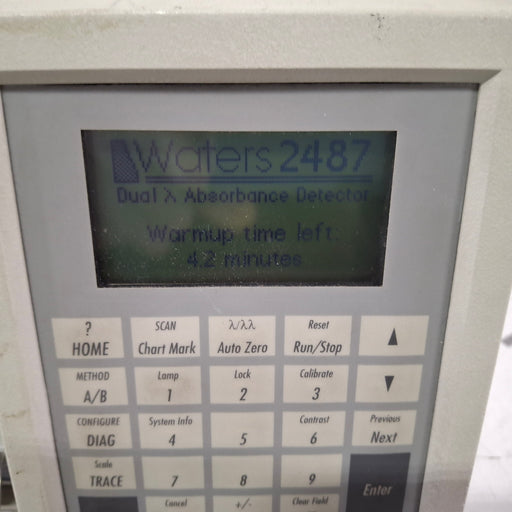 Waters 2487
Dual λ Absorbance Detector
Warmup time left:
4.2 minutes
? SCAN λ/λλ Reset
HOME Chart Mark Auto Zero Run/Stop ▲
METHOD Lamp Lock Calibrate
A/B 1 2 3 ▼
CONFIGURE System Info Contrast Previous
DIAG 4 5 6 Next
Scale
TRACE 7 8 9 Enter
Cancel +/- Clear Field